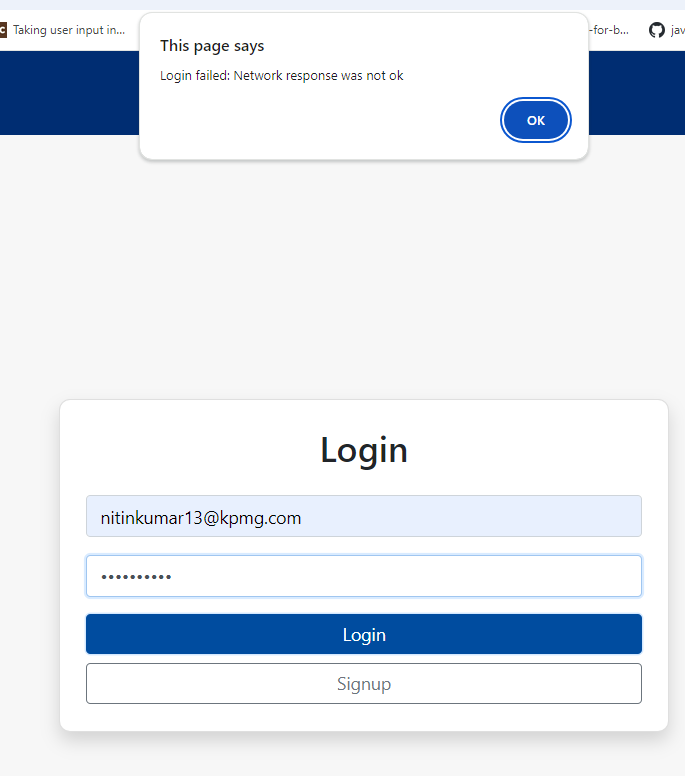 Taking user input in...
-for-b...
jav
This page says
Login failed: Network response was not ok
OK
Login
nitinkumar13@kpmg.com
••••••••••
Login
Signup